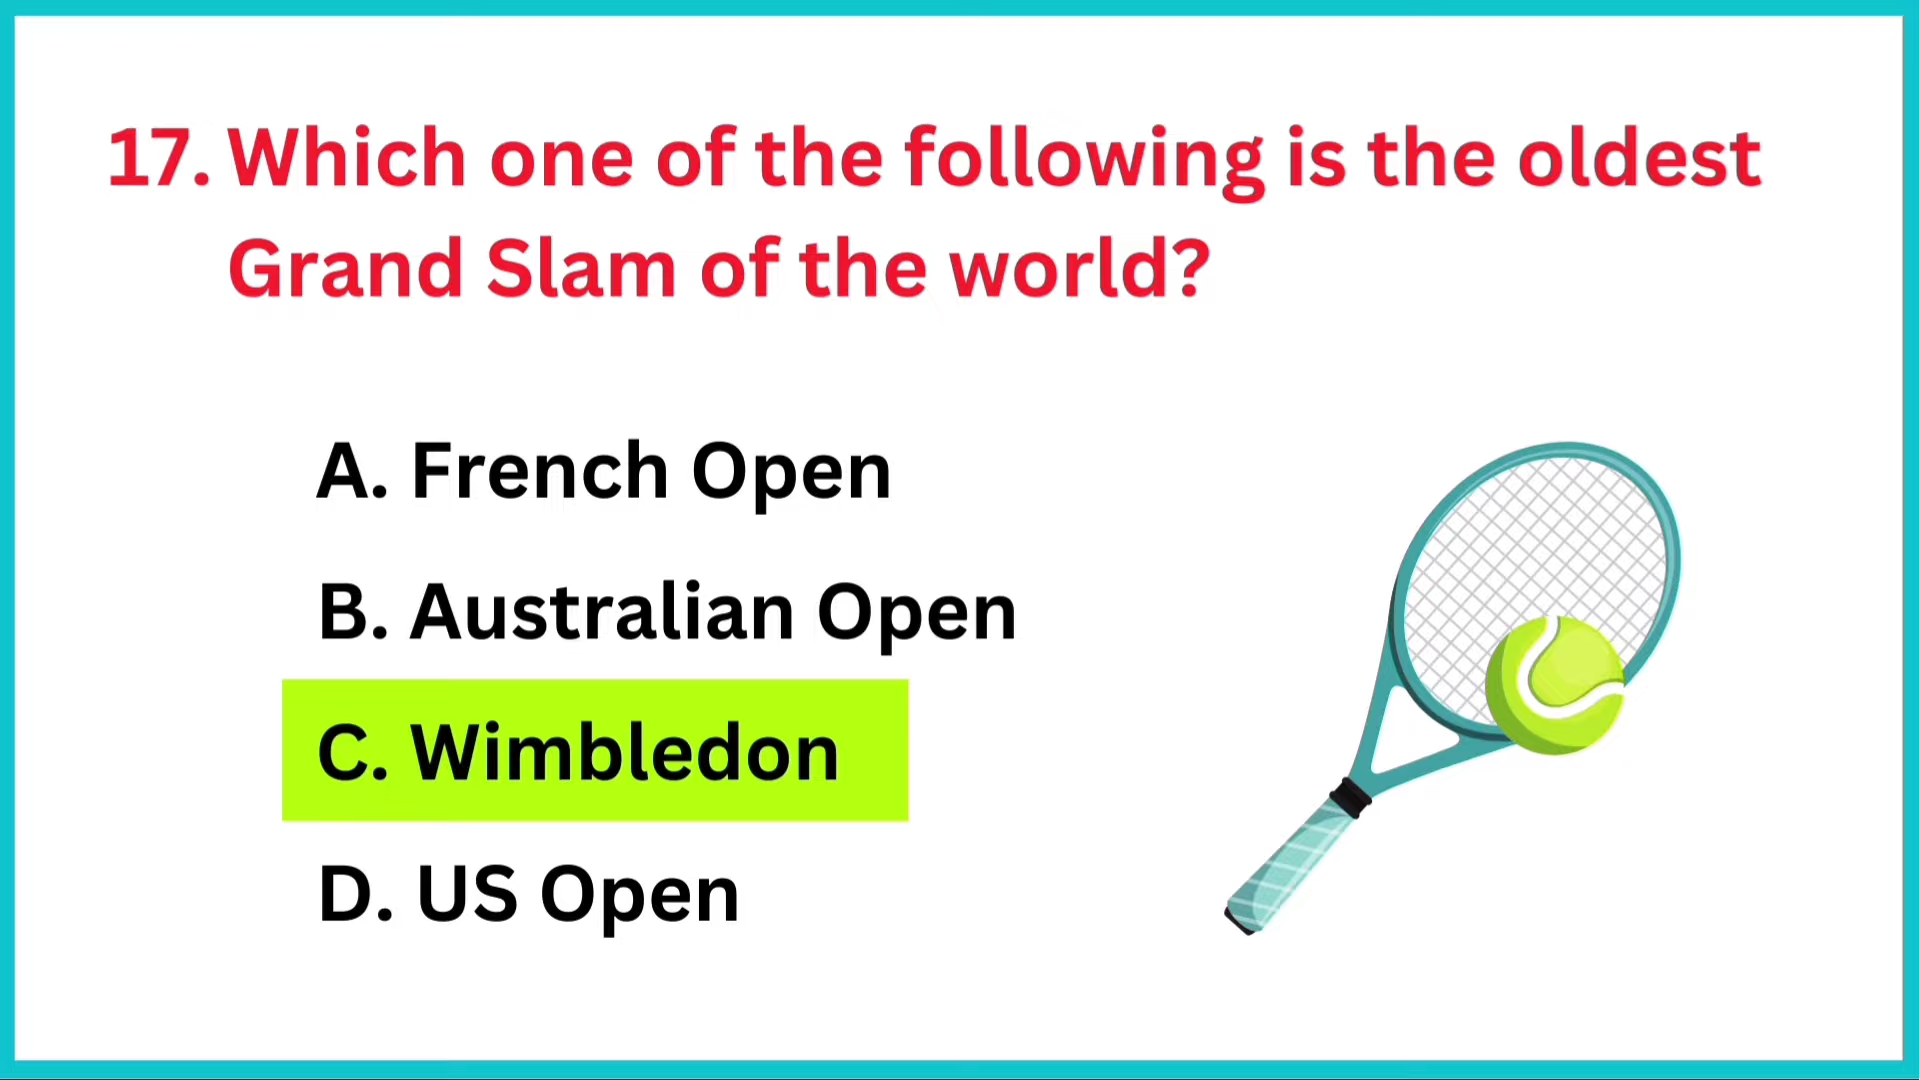 17. Which one of the following is the oldest
Grand Slam of the world?
A. French Open
B. Australian Open
C. Wimbledon
D. US Open